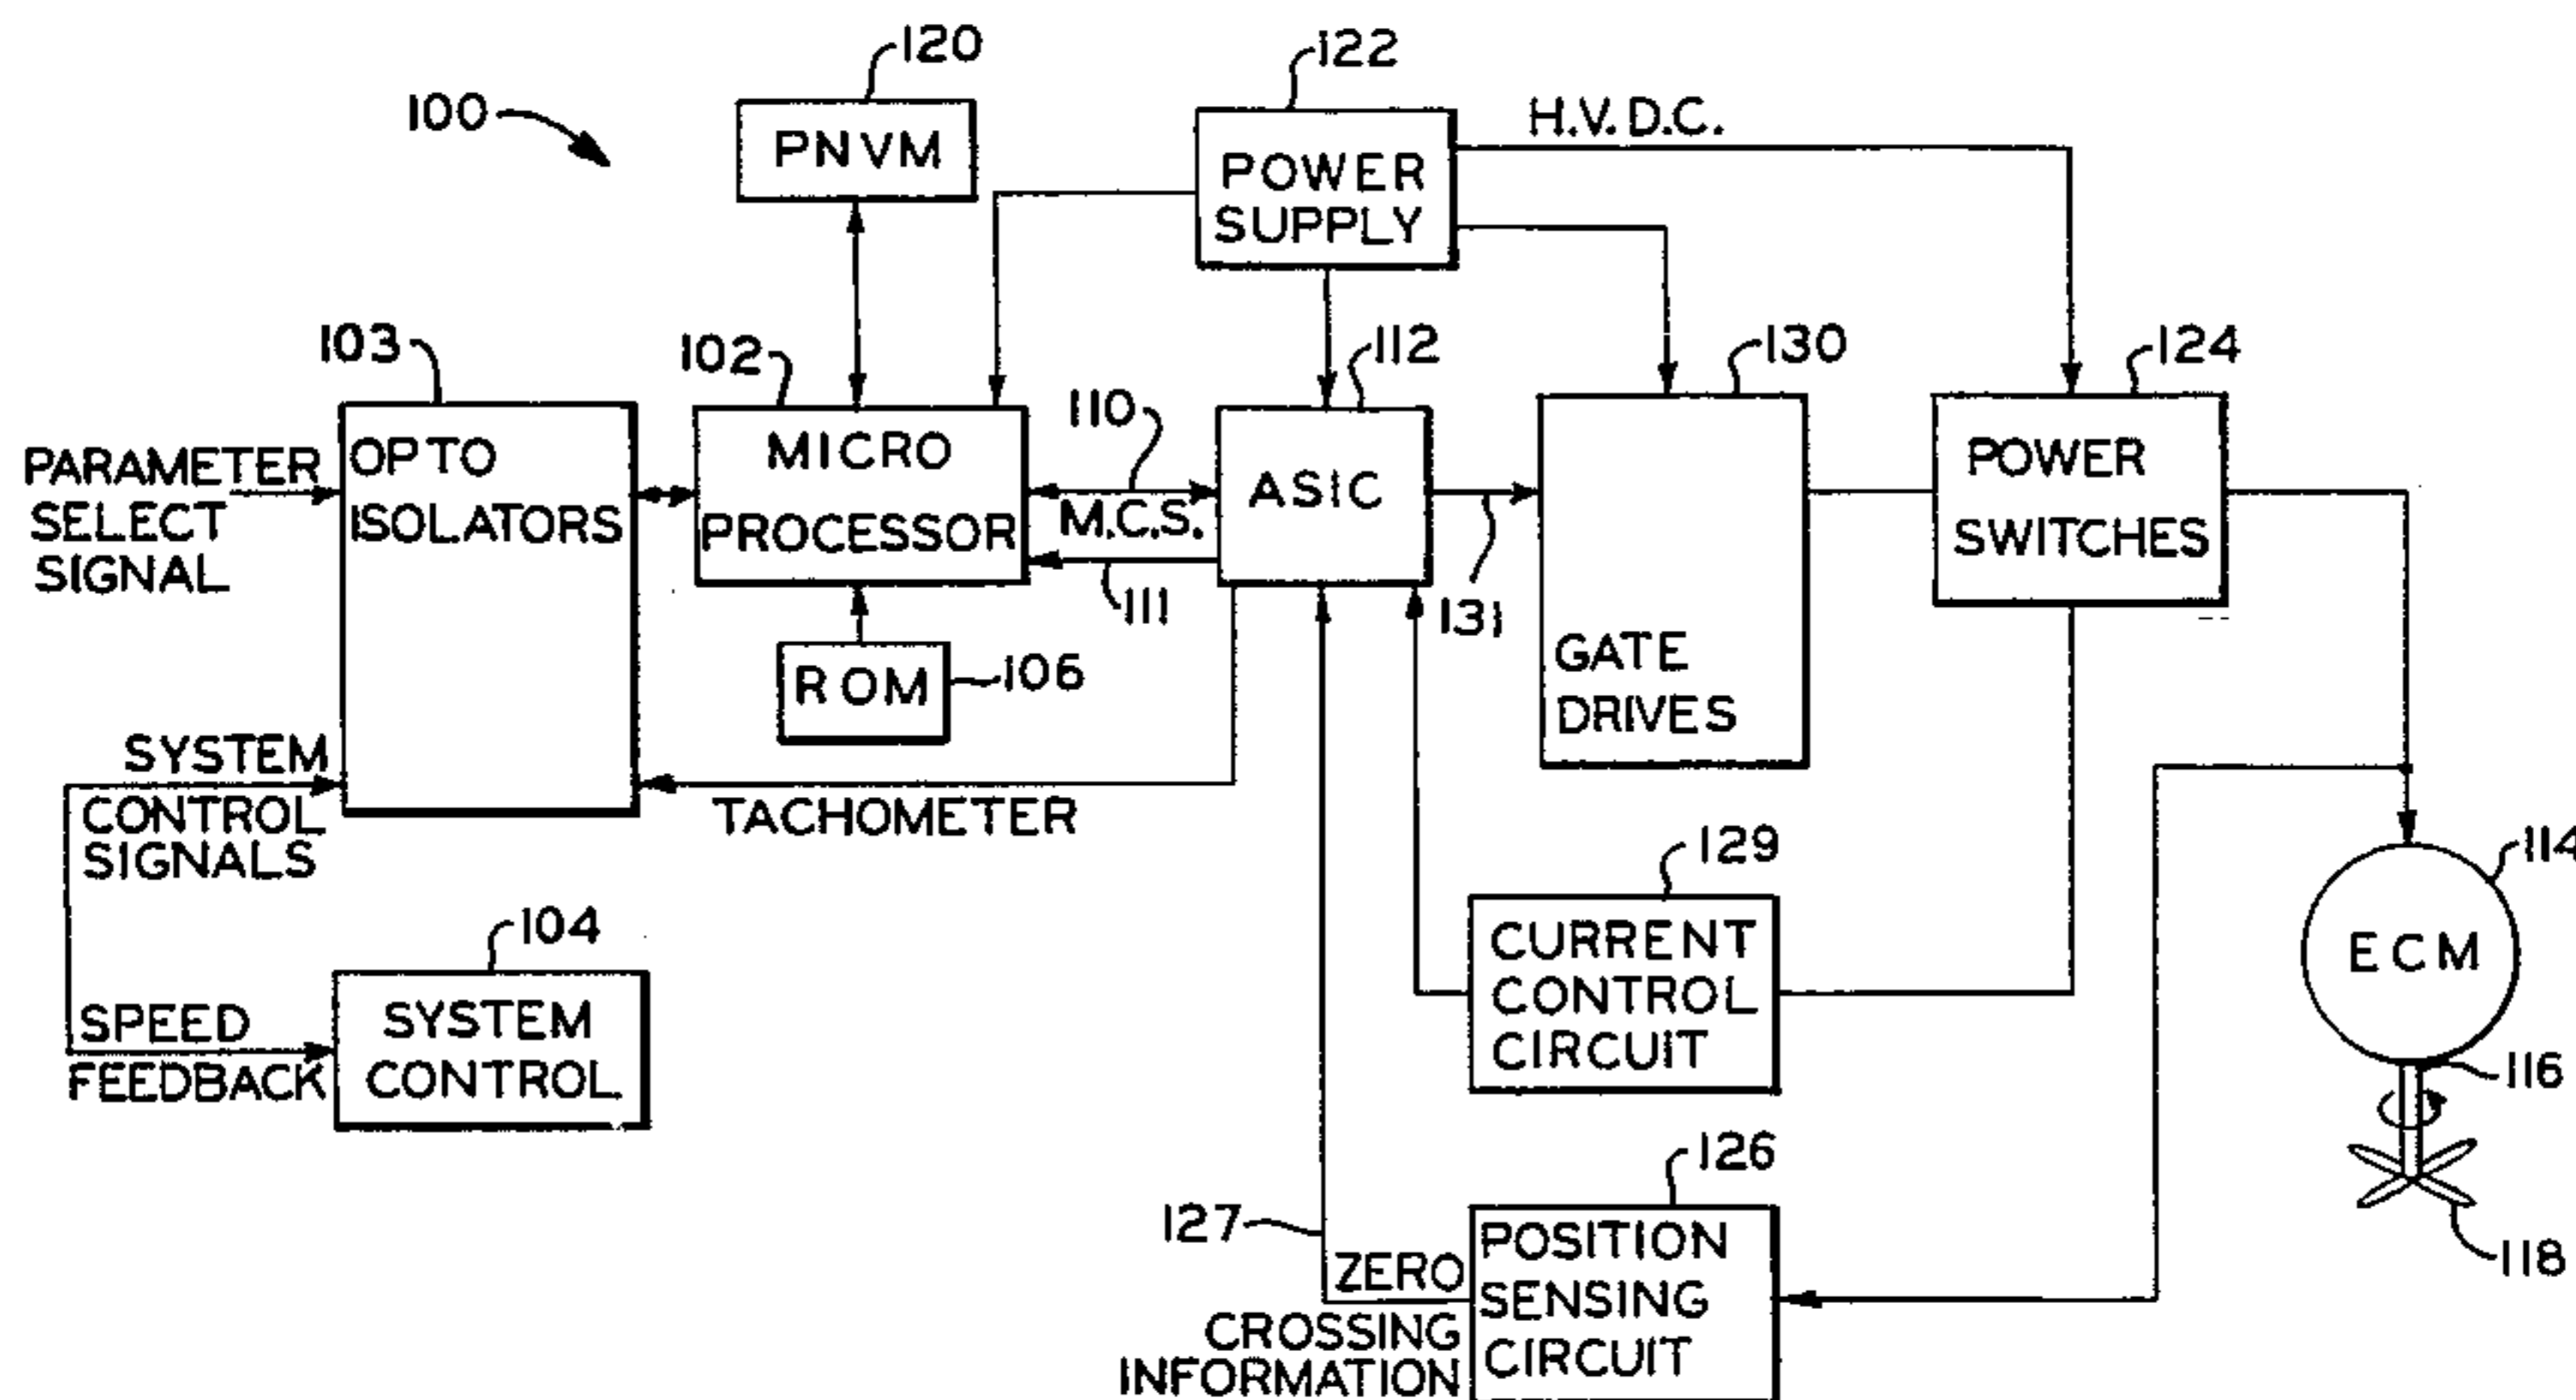 120
122
100
PNVM
H.V.D.C.
POWER
SUPPLY
103
102
112
130
124
110
OPTO
ISOLATORS
MICRO
PROCESSOR
M.C.S.
ASIC
POWER
SWITCHES
PARAMETER
SELECT
SIGNAL
111
131
GATE
DRIVES
ROM
106
SYSTEM
CONTROL
SIGNALS
TACHOMETER
129
114
104
CURRENT
CONTROL
CIRCUIT
ECM
SPEED
FEEDBACK
SYSTEM
CONTROL
116
126
127
ZERO
CROSSING
INFORMATION
POSITION
SENSING
CIRCUIT
118